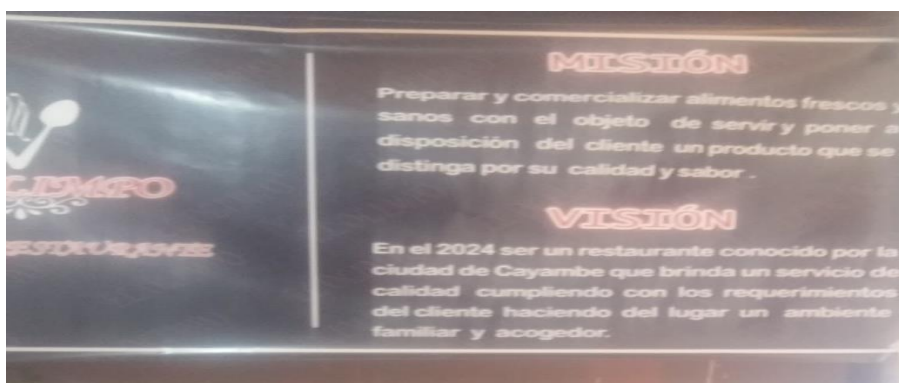 MISIÓN
Preparar y comercializar alimentos frescos y
sanos con el objeto de servir y poner a
disposición del cliente un producto que se
distinga por su calidad y sabor .
VISIÓN
En el 2024 ser un restaurante conocido por la
ciudad de Cayambe que brinda un servicio de
calidad cumpliendo con los requerimientos
del cliente haciendo del lugar un ambiente
familiar y acogedor.